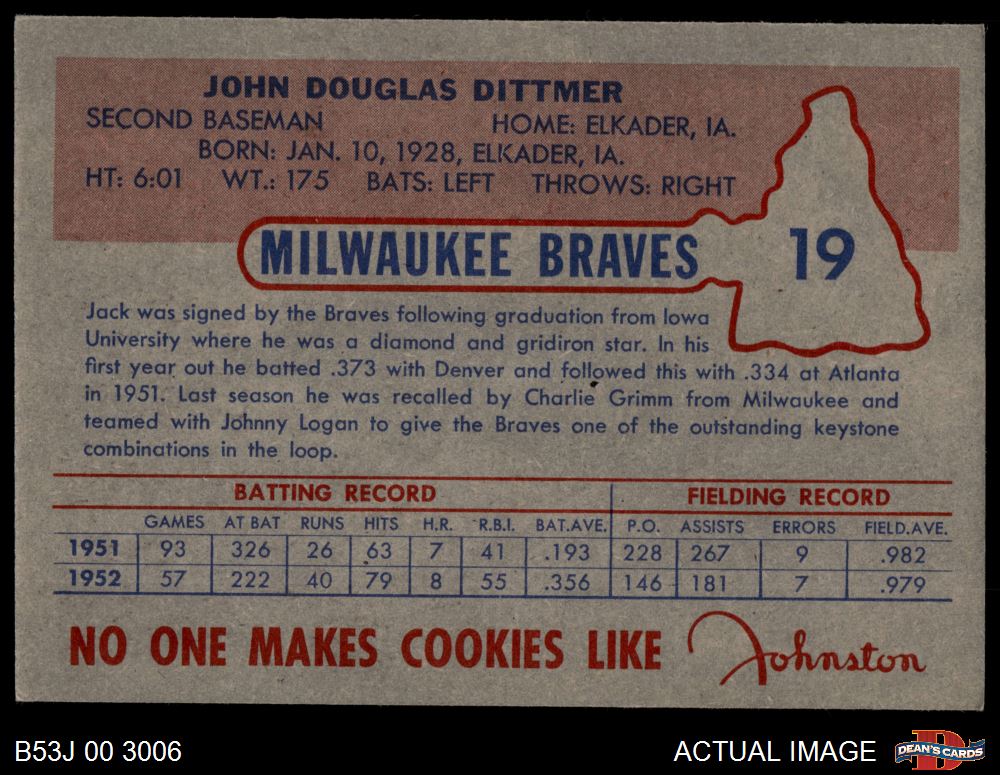 JOHN DOUGLAS DITTMER
SECOND BASEMAN HOME: ELKADER, IA.
BORN: JAN. 10, 1928, ELKADER, IA.
HT: 6:01 WT.: 175 BATS: LEFT THROWS: RIGHT
MILWAUKEE BRAVES 19
Jack was signed by the Braves following graduation from Iowa
University where he was a diamond and gridiron star. In his
first year out he batted .373 with Denver and followed this with .334 at Atlanta
in 1951. Last season he was recalled by Charlie Grimm from Milwaukee and
teamed with Johnny Logan to give the Braves one of the outstanding keystone
combinations in the loop.
BATTING RECORD FIELDING RECORD
GAMES AT BAT RUNS HITS H.R. R.B.I. BAT.AVE. P.O. ASSISTS ERRORS FIELD.AVE.
1951 93 326 26 63 7 41 .193 228 267 9 .982
1952 57 222 40 79 8 55 .356 146 181 7 .979
NO ONE MAKES COOKIES LIKE Johnston
B53J 00 3006 ACTUAL IMAGE DEAN'S CARDS